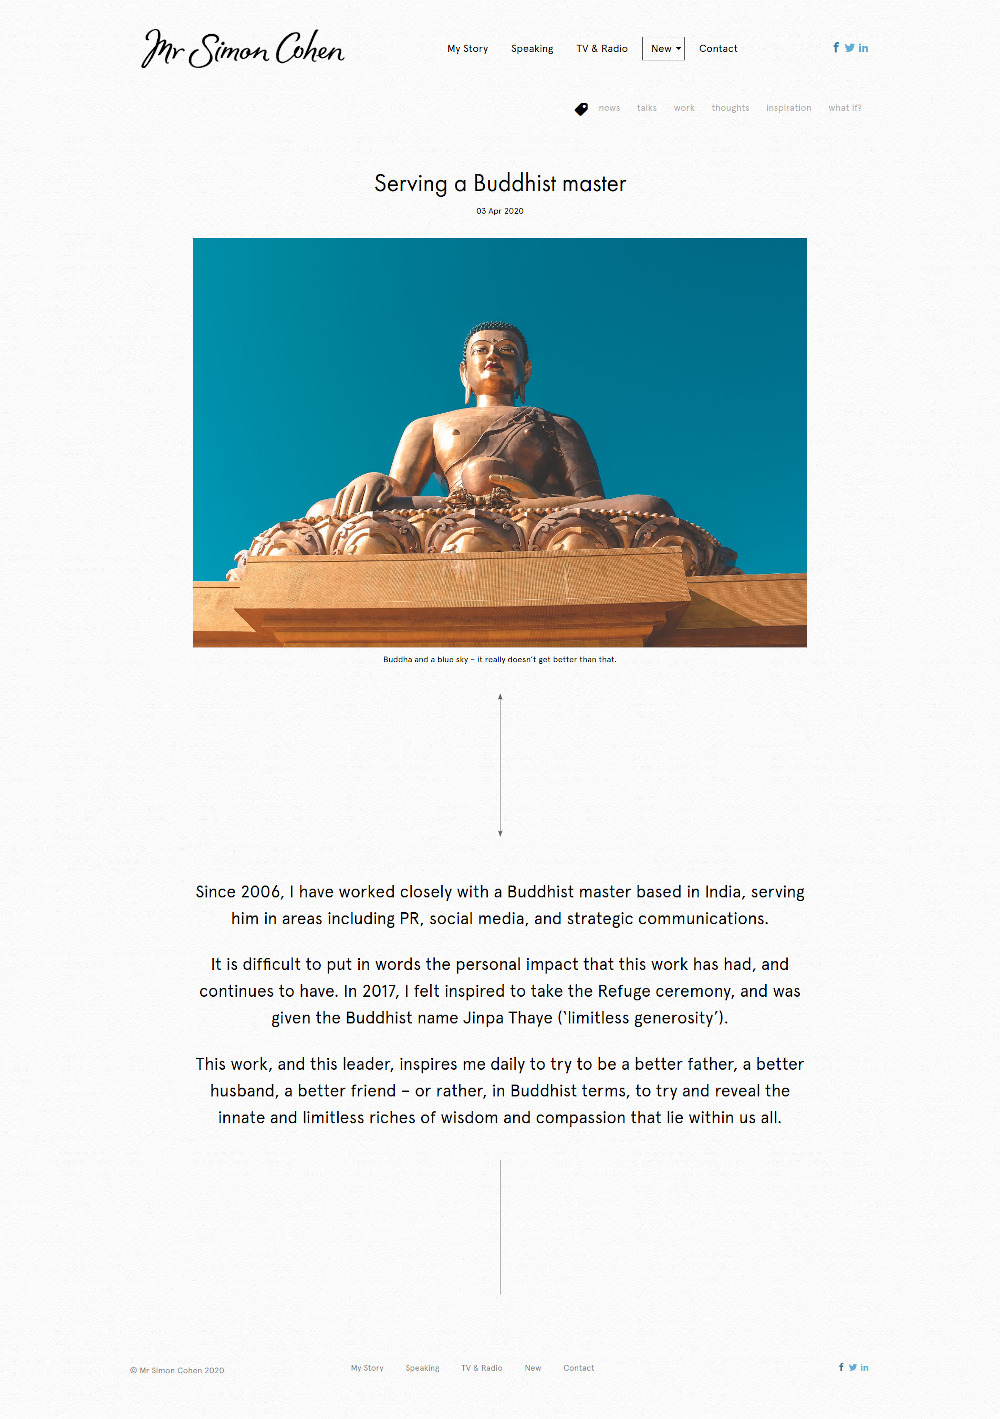 Mr Simon Cohen
My Story Speaking TV & Radio New Contact
news talks work thoughts inspiration what if?
Serving a Buddhist master
03 Apr 2020
Buddha and a blue sky – it really doesn't get better than that.
Since 2006, I have worked closely with a Buddhist master based in India, serving
him in areas including PR, social media, and strategic communications.
It is difficult to put in words the personal impact that this work has had, and
continues to have. In 2017, I felt inspired to take the Refuge ceremony, and was
given the Buddhist name Jinpa Thaye (‘limitless generosity’).
This work, and this leader, inspires me daily to try to be a better father, a better
husband, a better friend – or rather, in Buddhist terms, to try and reveal the
innate and limitless riches of wisdom and compassion that lie within us all.
© Mr Simon Cohen 2020
My Story Speaking TV & Radio New Contact